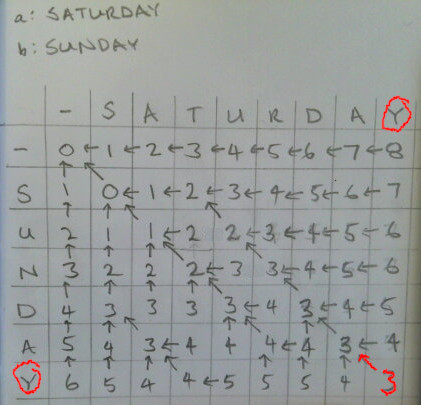 a: SATURDAY
b: SUNDAY
- S A T U R D A Y
- 0 ← 1 ← 2 ← 3 ← 4 ← 5 ← 6 ← 7 ← 8
S 1 0 ← 1 ← 2 ← 3 ← 4 ← 5 ← 6 ← 7
U 2 1 1 ← 2 2 ← 3 ← 4 ← 5 ← 6
N 3 2 2 2 ← 3 3 ← 4 ← 5 ← 6
D 4 3 3 3 3 ← 4 3 ← 4 ← 5
A 5 4 3 ← 4 4 4 ← 4 3 ← 4
Y 6 5 4 4 ← 5 5 5 4 3